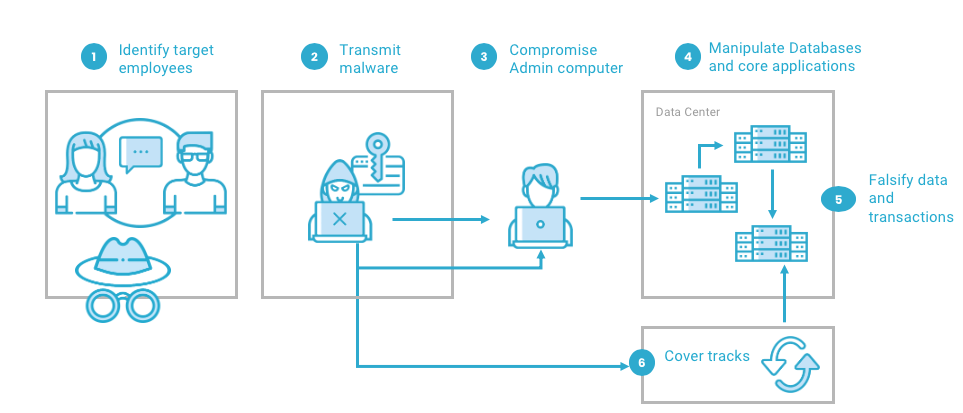 1
Identify target
employees
2
Transmit
malware
3
Compromise
Admin computer
4
Manipulate Databases
and core applications
Data Center
5
Falsify data
and
transactions
6
Cover tracks